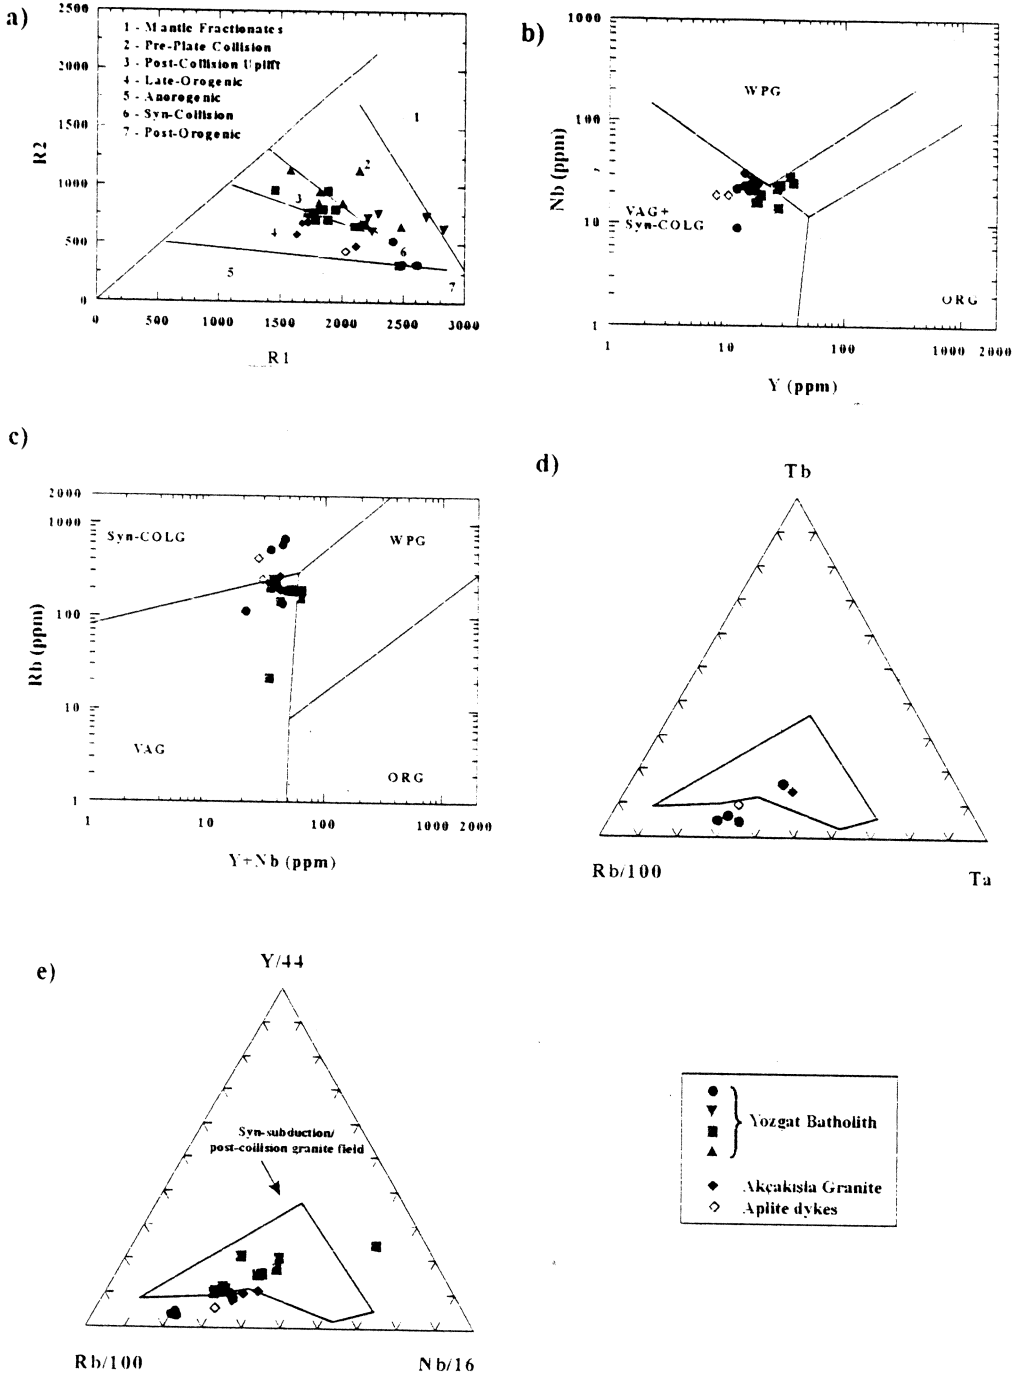 a)
2500
2000
1500
1000
500
0
R2
1 - Mantle Fractionates
2 - Pre-Plate Collision
3 - Post-Collision Uplift
4 - Late-Orogenic
5 - Anorogenic
6 - Syn-Collision
7 - Post-Orogenic
1
2
3
4
5
6
7
0
500
1000
1500
2000
2500
3000
R1
b)
1000
100
10
1
Nb (ppm)
WPG
VAG+
Syn-COLG
ORG
1
10
100
1000
2000
Y (ppm)
c)
2000
1000
100
10
1
Rb (ppm)
Syn-COLG
WPG
VAG
ORG
1
10
100
1000
2000
Y+Nb (ppm)
d)
Tb
Rb/100
Ta
e)
Y/44
Syn-subduction/
post-collision granite field
Rb/100
Nb/16
Yozgat Batholith
Akçakışla Granite
Aplite dykes